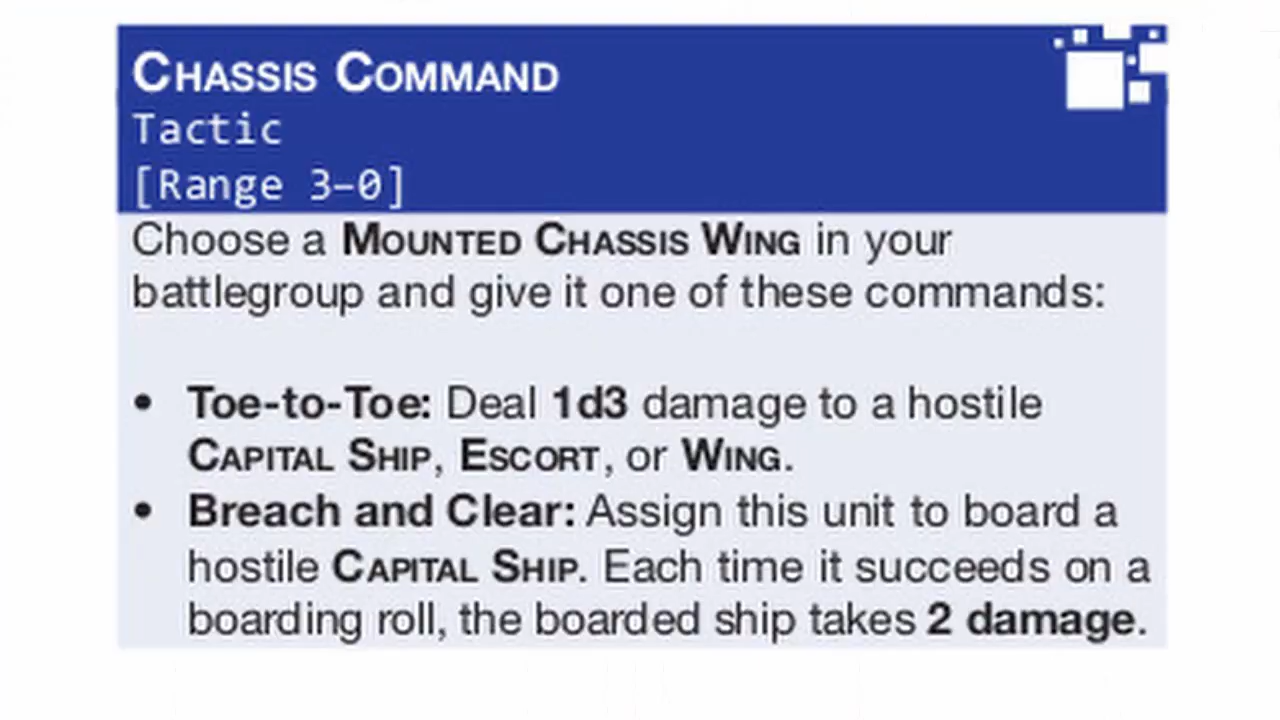 Chassis Command
Tactic
[Range 3–0]
Choose a Mounted Chassis Wing in your
battlegroup and give it one of these commands:
• Toe-to-Toe: Deal 1d3 damage to a hostile
Capital Ship, Escort, or Wing.
• Breach and Clear: Assign this unit to board a
hostile Capital Ship. Each time it succeeds on a
boarding roll, the boarded ship takes 2 damage.